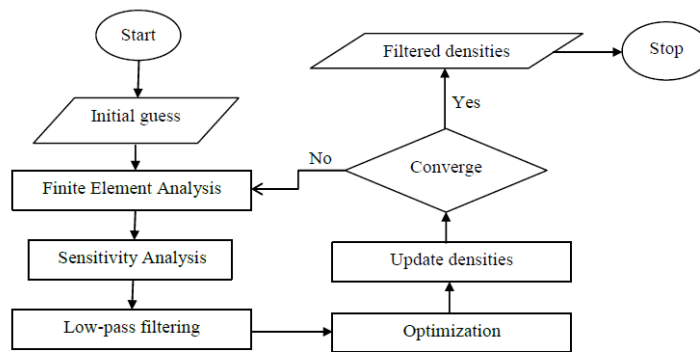 Start
Initial guess
Finite Element Analysis
Sensitivity Analysis
Low-pass filtering
Optimization
Update densities
Converge
No
Yes
Filtered densities
Stop